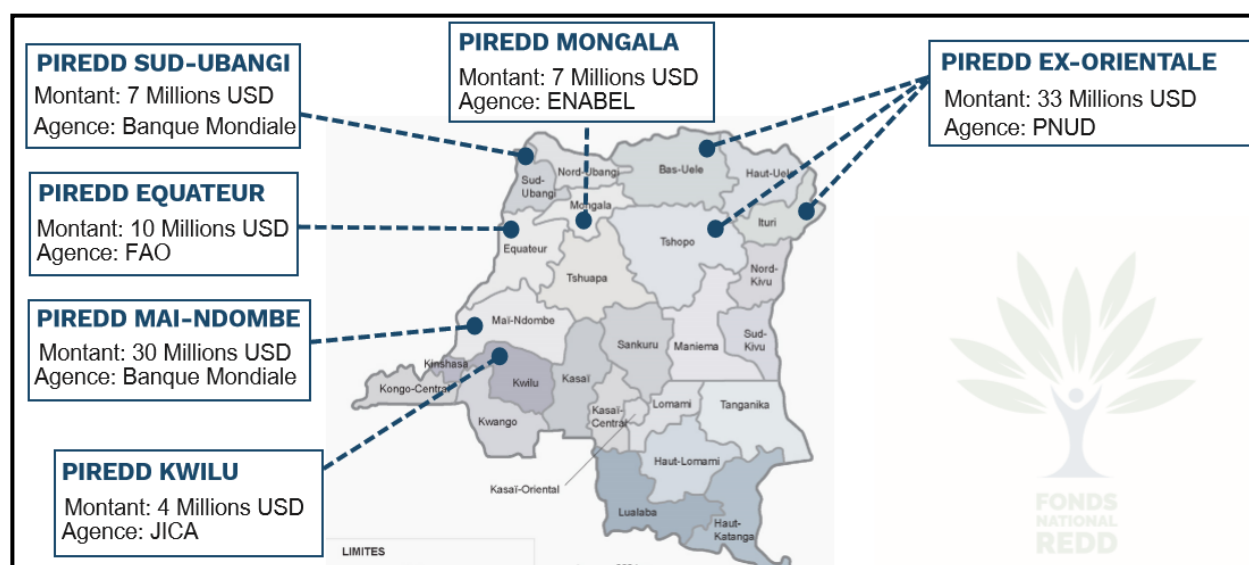 PIREDD SUD-UBANGI
Montant: 7 Millions USD
Agence: Banque Mondiale
PIREDD MONGALA
Montant: 7 Millions USD
Agence: ENABEL
PIREDD EX-ORIENTALE
Montant: 33 Millions USD
Agence: PNUD
PIREDD EQUATEUR
Montant: 10 Millions USD
Agence: FAO
PIREDD MAI-NDOMBE
Montant: 30 Millions USD
Agence: Banque Mondiale
PIREDD KWILU
Montant: 4 Millions USD
Agence: JICA
Sud-
Ubangi
Nord-Ubangi
Bas-Uele
Haut-Uele
Mongala
Ituri
Equateur
Tshopo
Tshuapa
Nord-
Kivu
Maï-Ndombe
Sankuru
Maniema
Sud-
Kivu
Kinshasa
Kongo-Central
Kwilu
Kasaï
Kwango
Kasaï-
Central
Lomami
Tanganika
Haut-Lomami
Kasaï-Oriental
Lualaba
Haut-
Katanga
LIMITES
FONDS
NATIONAL
REDD